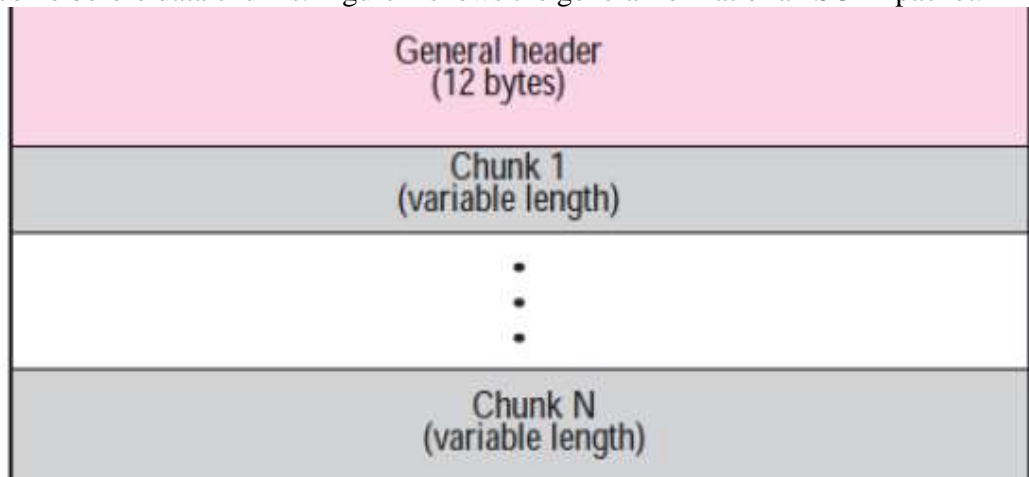 General header
(12 bytes)
Chunk 1
(variable length)
Chunk N
(variable length)